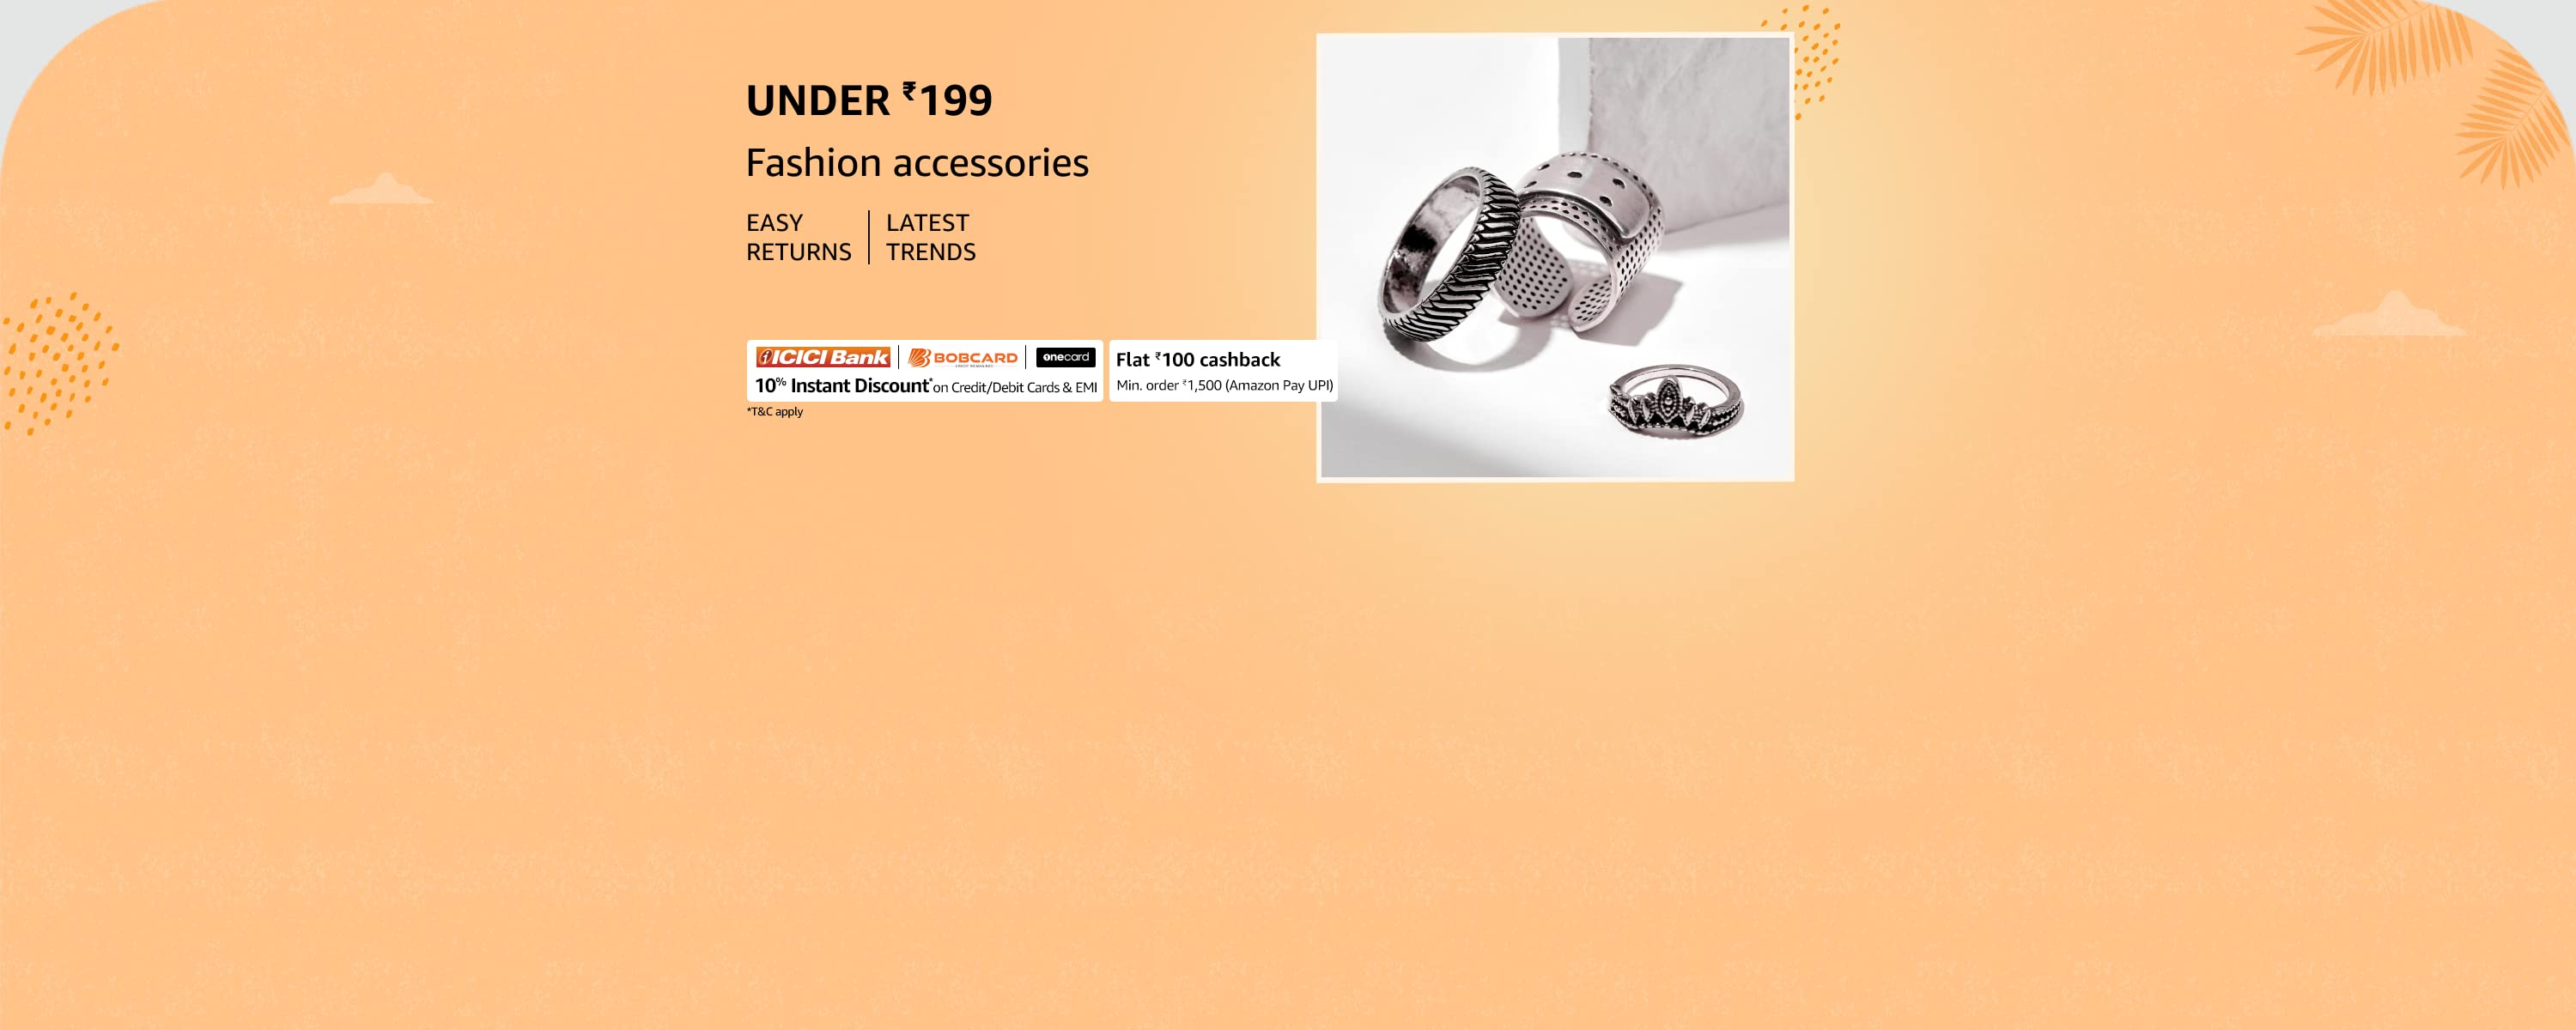 UNDER ₹199
Fashion accessories
EASY RETURNS
LATEST TRENDS
ICICI Bank
BOBCARD
onecard
10% Instant Discount* on Credit/Debit Cards & EMI
Flat ₹100 cashback
Min. order ₹1,500 (Amazon Pay UPI)
*T&C apply